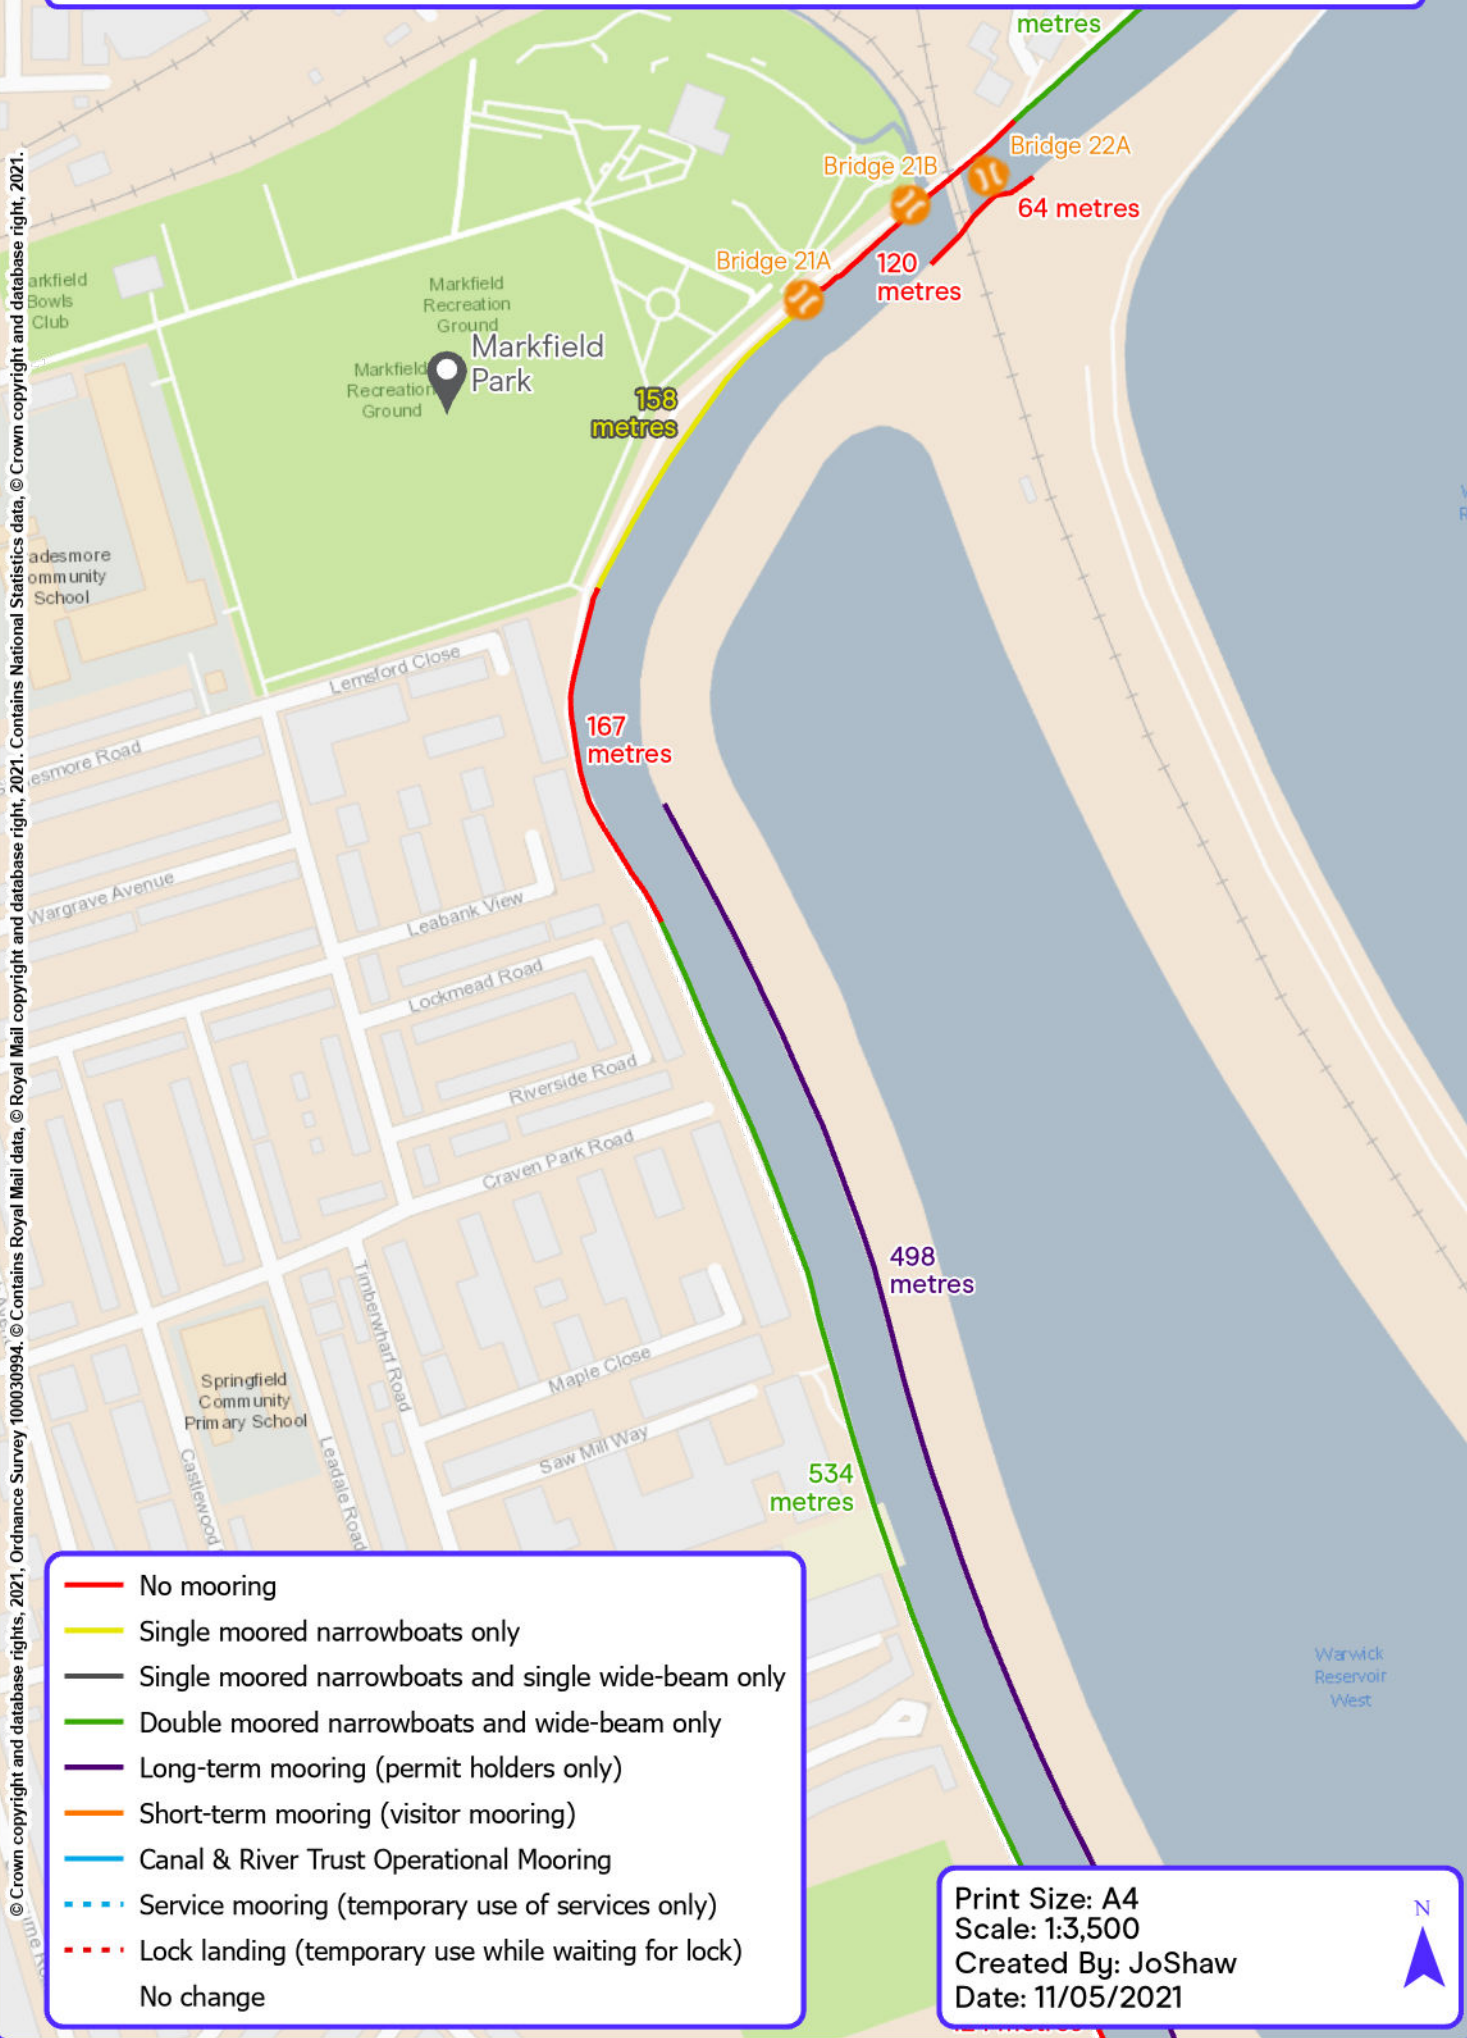 metres
Bridge 22A
Bridge 21B
64 metres
Bridge 21A
120
metres
arkfield
Bowls
Club
Markfield
Recreation
Ground
Markfield
Park
Markfield
Recreation
Ground
158
metres
adesmore
ommunity
School
Lemsford Close
esmore Road
167
metres
Wargrave Avenue
Leabank View
Lockmead Road
Riverside Road
Craven Park Road
498
metres
Timberwharf Road
Maple Close
Springfield
Community
Primary School
Saw Mill Way
Castlewood
Leadale Road
534
metres
Warwick
Reservoir
West
No mooring
Single moored narrowboats only
Single moored narrowboats and single wide-beam only
Double moored narrowboats and wide-beam only
Long-term mooring (permit holders only)
Short-term mooring (visitor mooring)
Canal & River Trust Operational Mooring
Service mooring (temporary use of services only)
Lock landing (temporary use while waiting for lock)
No change
Print Size: A4
Scale: 1:3,500
Created By: JoShaw
Date: 11/05/2021
N
© Crown copyright and database rights, 2021, Ordnance Survey 100030994. © Contains Royal Mail data, © Royal Mail copyright and database right, 2021. Contains National Statistics data, © Crown copyright and database right, 2021.